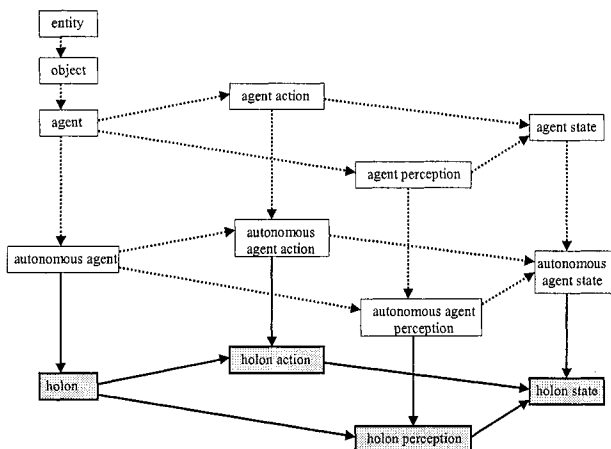 entity
object
agent
agent action
agent state
agent perception
autonomous agent
autonomous
agent action
autonomous
agent state
autonomous agent
perception
holon
holon action
holon state
holon perception